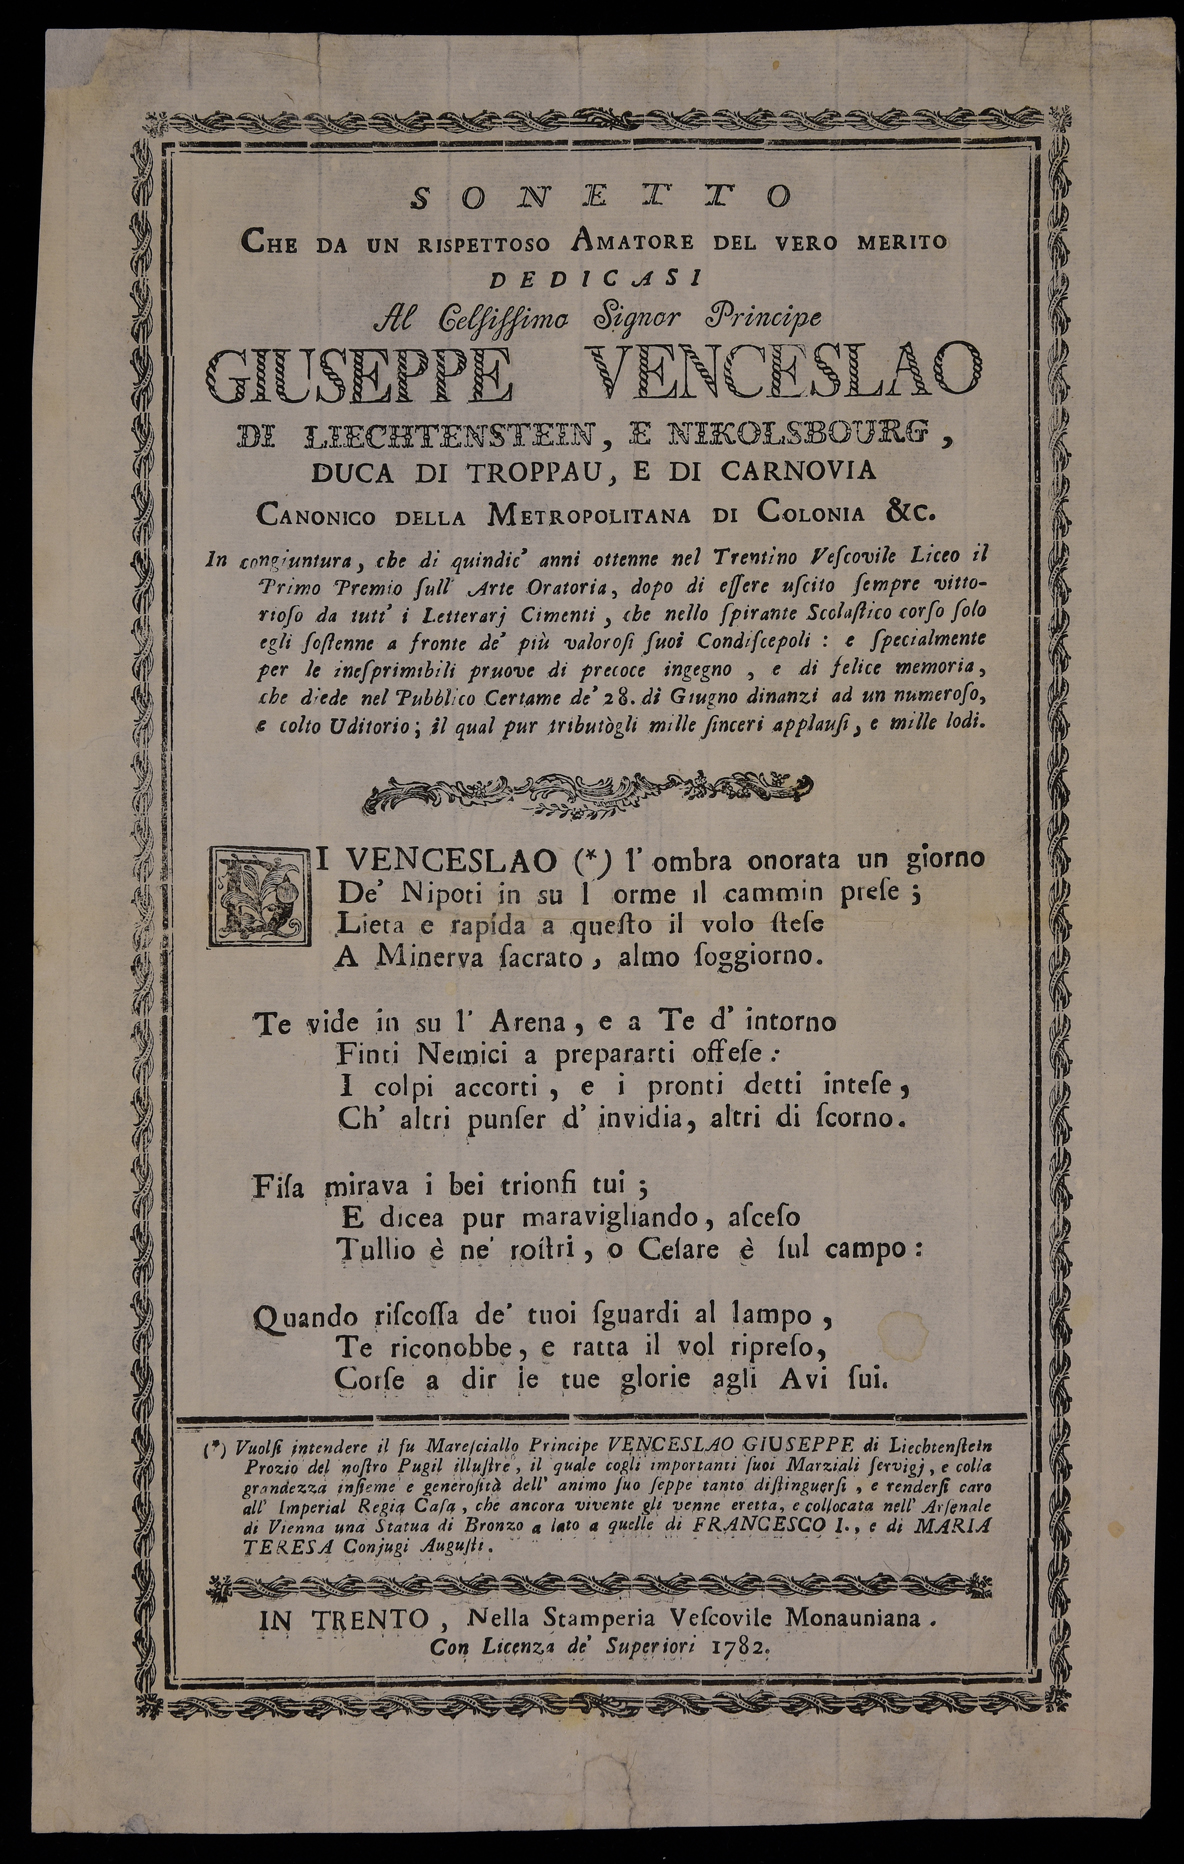 SONETTO
CHE DA UN RISPETTOSO AMATORE DEL VERO MERITO
DEDICASI
Al Celſiſſimo Signor Principe
GIUSEPPE VENCESLAO
DI LIECHTENSTEIN, E NIKOLSBOURG,
DUCA DI TROPPAU, E DI CARNOVIA
CANONICO DELLA METROPOLITANA DI COLONIA &c.
In congiuntura, che di quindic' anni ottenne nel Trentino Veſcovile Liceo il
Primo Premio ſull' Arte Oratoria, dopo di eſſere uſcito ſempre vitto-
rioſo da tutt' i Letterarj Cimenti, che nello ſpirante Scolaſtico corſo ſolo
egli ſoſtenne a fronte de' più valoroſi ſuoi Condiſcepoli: e ſpecialmente
per le ineſprimibili pruove di precoce ingegno, e di felice memoria,
che diede nel Pubblico Certame de' 28. di Giugno dinanzi ad un numeroſo,
e colto Uditorio; il qual pur tributògli mille ſinceri applauſi, e mille lodi.
DI VENCESLAO (*) l' ombra onorata un giorno
De' Nipoti in su l orme il cammin preſe;
Lieta e rapida a queſto il volo ſteſe
A Minerva ſacrato, almo ſoggiorno.
Te vide in su l' Arena, e a Te d' intorno
Finti Nemici a prepararti offeſe:
I colpi accorti, e i pronti detti inteſe,
Ch' altri punſer d' invidia, altri di ſcorno.
Fiſa mirava i bei trionfi tui;
E dicea pur maravigliando, aſceſo
Tullio è ne' roſtri, o Ceſare è ſul campo:
Quando riſcoſſa de' tuoi ſguardi al lampo,
Te riconobbe, e ratta il vol ripreſo,
Corſe a dir le tue glorie agli Avi ſui.
(*) Vuolſi intendere il fu Mareſciallo Principe VENCESLAO GIUSEPPE di Liechtenſtein
Prozio del noſtro Pugil illuſtre, il quale cogli importanti ſuoi Marziali ſervigj, e colla
grandezza inſieme e generoſità dell' animo ſuo ſeppe tanto diſtinguerſi, e renderſi caro
all' Imperial Regia Caſa, che ancora vivente gli venne eretta, e collocata nell' Arſenale
di Vienna una Statua di Bronzo a lato a quelle di FRANCESCO I., e di MARIA
TERESA Conjugi Auguſti.
IN TRENTO, Nella Stamperia Veſcovile Monauniana.
Con Licenza de' Superiori 1782.